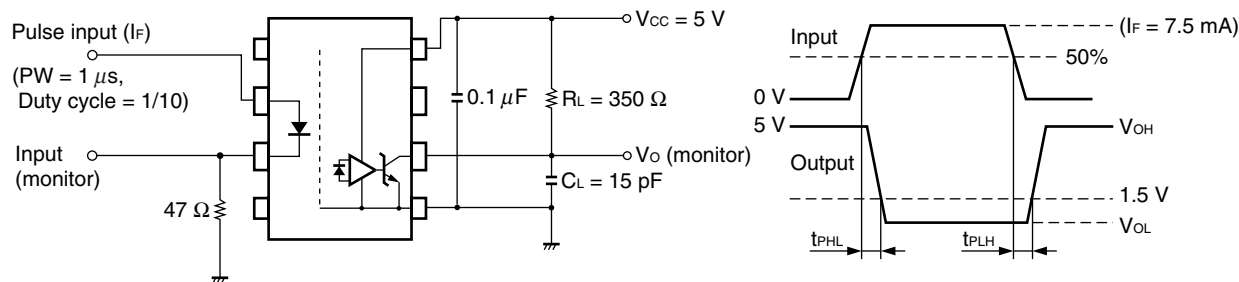 Pulse input (IF)
(PW = 1 μs,
Duty cycle = 1/10)
Input
(monitor)
47 Ω
VCC = 5 V
0.1 μF
RL = 350 Ω
VO (monitor)
CL = 15 pF
Input
(IF = 7.5 mA)
50%
0 V
5 V
VOH
Output
1.5 V
VOL
tPHL
tPLH